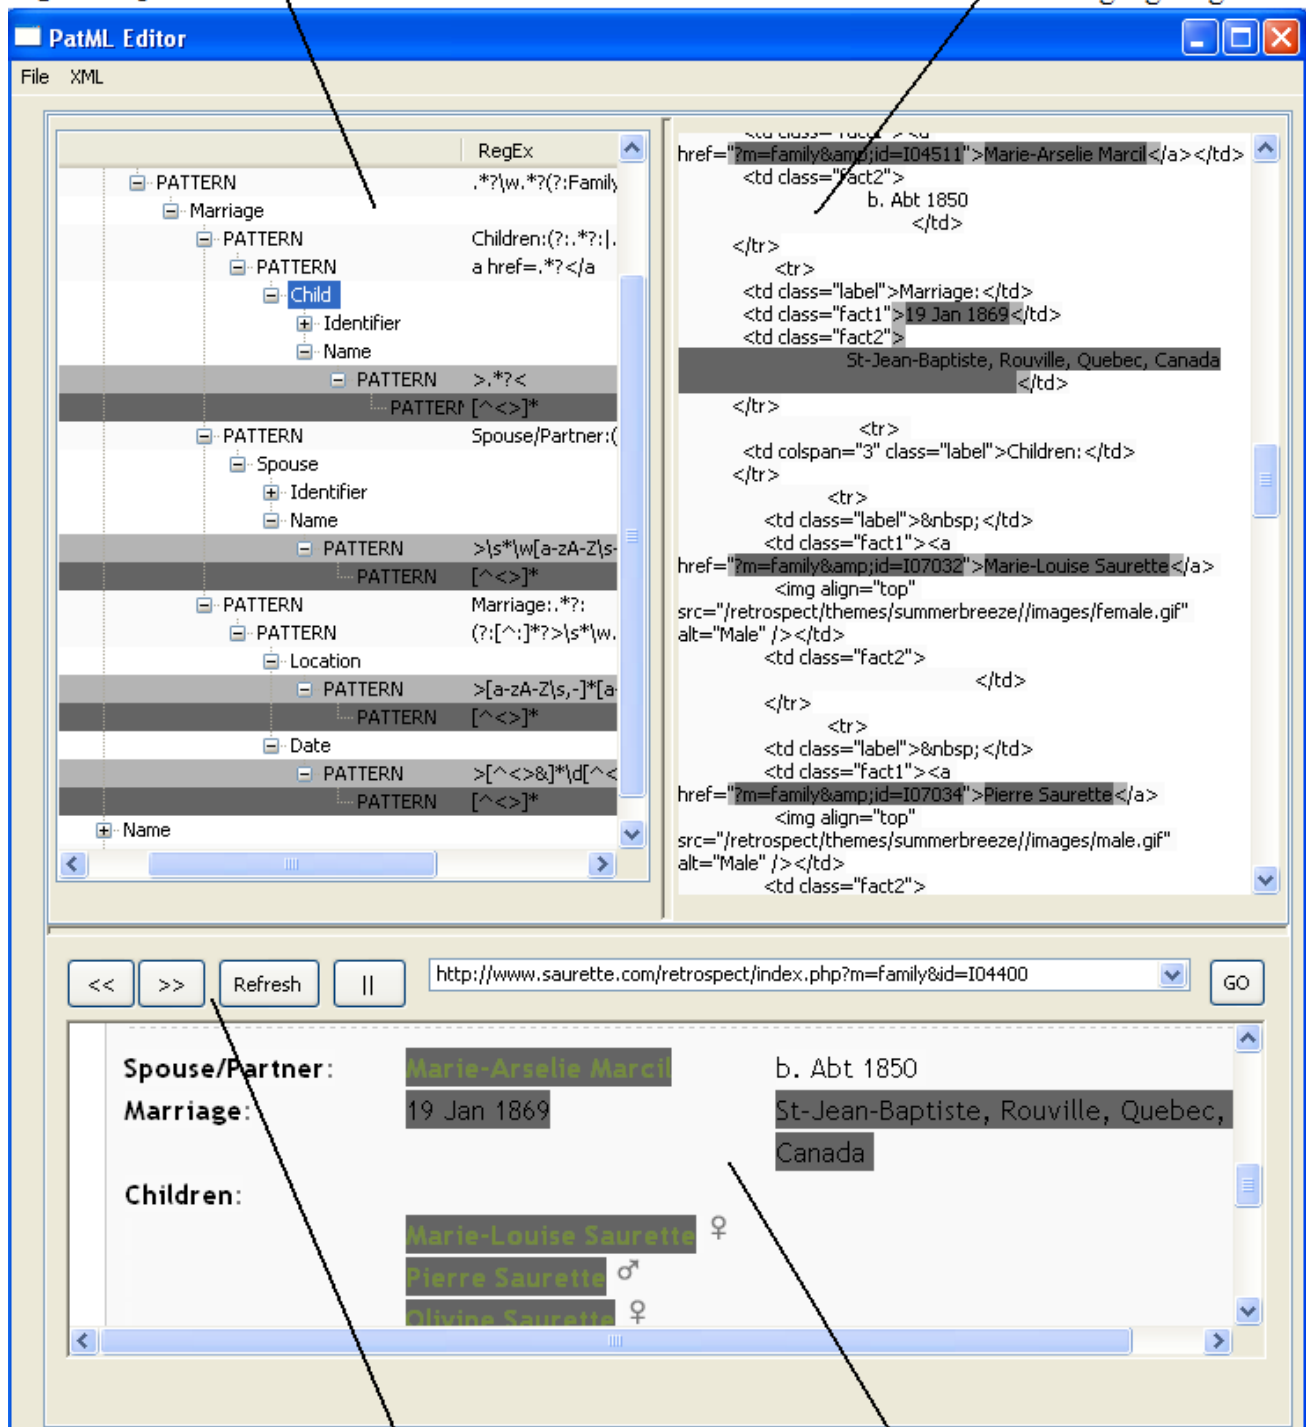 PatML Editor
File XML
RegEx
PATTERN .*?\w.*?(?:Family
Marriage
PATTERN Children:(?:.*?:|.
PATTERN a href=.*?</a
Child
Identifier
Name
PATTERN >.*?<
PATTERN [^<>]*
PATTERN Spouse/Partner:(
Spouse
Identifier
Name
PATTERN >\s*\w[a-zA-Z\s-
PATTERN [^<>]*
PATTERN Marriage:.*?:
PATTERN (?:[^:]*?>\s*\w.
Location
PATTERN >[a-zA-Z\s,-]*[a-
PATTERN [^<>]*
Date
PATTERN >[^<>&]*\d[^<
PATTERN [^<>]*
Name
<td class="fact1"><a
href="?m=family&amp;id=I04511">Marie-Arselie Marcil</a></td>
<td class="fact2">
b. Abt 1850
</td>
</tr>
<tr>
<td class="label">Marriage:</td>
<td class="fact1">19 Jan 1869</td>
<td class="fact2">
St-Jean-Baptiste, Rouville, Quebec, Canada
</td>
</tr>
<tr>
<td colspan="3" class="label">Children:</td>
</tr>
<tr>
<td class="label">&nbsp;</td>
<td class="fact1"><a
href="?m=family&amp;id=I07032">Marie-Louise Saurette</a>
<img align="top"
src="/retrospect/themes/summerbreeze//images/female.gif"
alt="Male" /></td>
<td class="fact2">
</td>
</tr>
<tr>
<td class="label">&nbsp;</td>
<td class="fact1"><a
href="?m=family&amp;id=I07034">Pierre Saurette</a>
<img align="top"
src="/retrospect/themes/summerbreeze//images/male.gif"
alt="Male" /></td>
<td class="fact2">
<< >> Refresh || http://www.saurette.com/retrospect/index.php?m=family&id=I04400 GO
Spouse/Partner: Marie-Arselie Marcil b. Abt 1850
Marriage: 19 Jan 1869 St-Jean-Baptiste, Rouville, Quebec,
Canada
Children:
Marie-Louise Saurette ♀
Pierre Saurette ♂
Olivine Saurette ♀